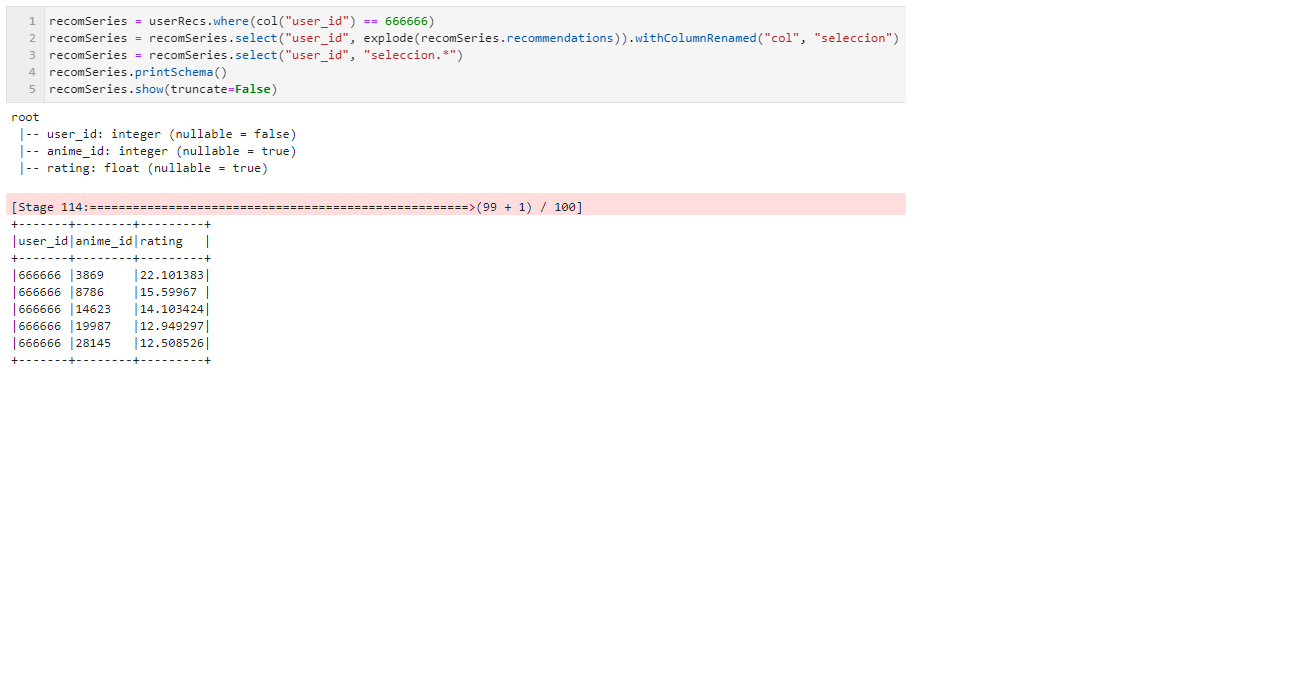 1 recomSeries = userRecs.where(col("user_id") == 666666)
2 recomSeries = recomSeries.select("user_id", explode(recomSeries.recommendations)).withColumnRenamed("col", "seleccion")
3 recomSeries = recomSeries.select("user_id", "seleccion.*")
4 recomSeries.printSchema()
5 recomSeries.show(truncate=False)
root
 |-- user_id: integer (nullable = false)
 |-- anime_id: integer (nullable = true)
 |-- rating: float (nullable = true)
[Stage 114:=====================================================>(99 + 1) / 100]
+-------+--------+---------+
|user_id|anime_id|rating   |
+-------+--------+---------+
|666666 |3869    |22.101383|
|666666 |8786    |15.59967 |
|666666 |14623   |14.103424|
|666666 |19987   |12.949297|
|666666 |28145   |12.508526|
+-------+--------+---------+